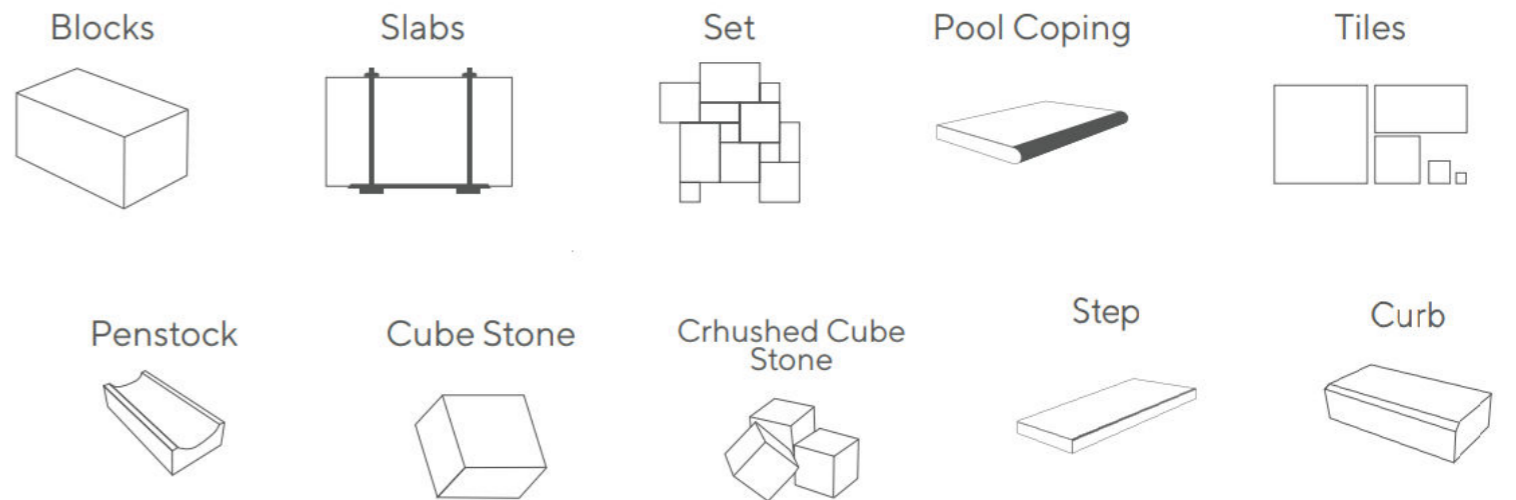 Blocks
Slabs
Set
Pool Coping
Tiles
Penstock
Cube Stone
Crhushed Cube
Stone
Step
Curb